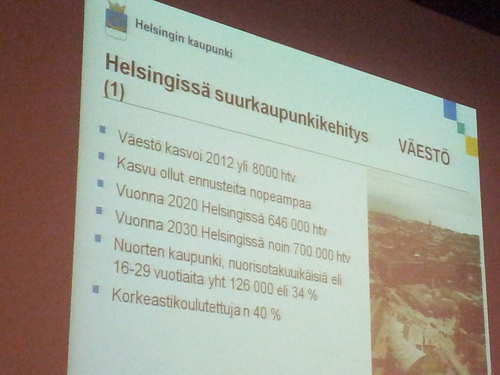 Helsingin kaupunki
Helsingissä suurkaupunkikehitys
(1)
VÄESTÖ
Väestö kasvoi 2012 yli 8000 htv
Kasvu ollut ennusteita nopeampaa
Vuonna 2020 Helsingissä 646 000 htv
Vuonna 2030 Helsingissä noin 700 000 htv
Nuorten kaupunki, nuorisotakuuikäisiä eli
16-29 vuotiaita yht 126 000 eli 34 %
Korkeastikoulutettuja n 40 %